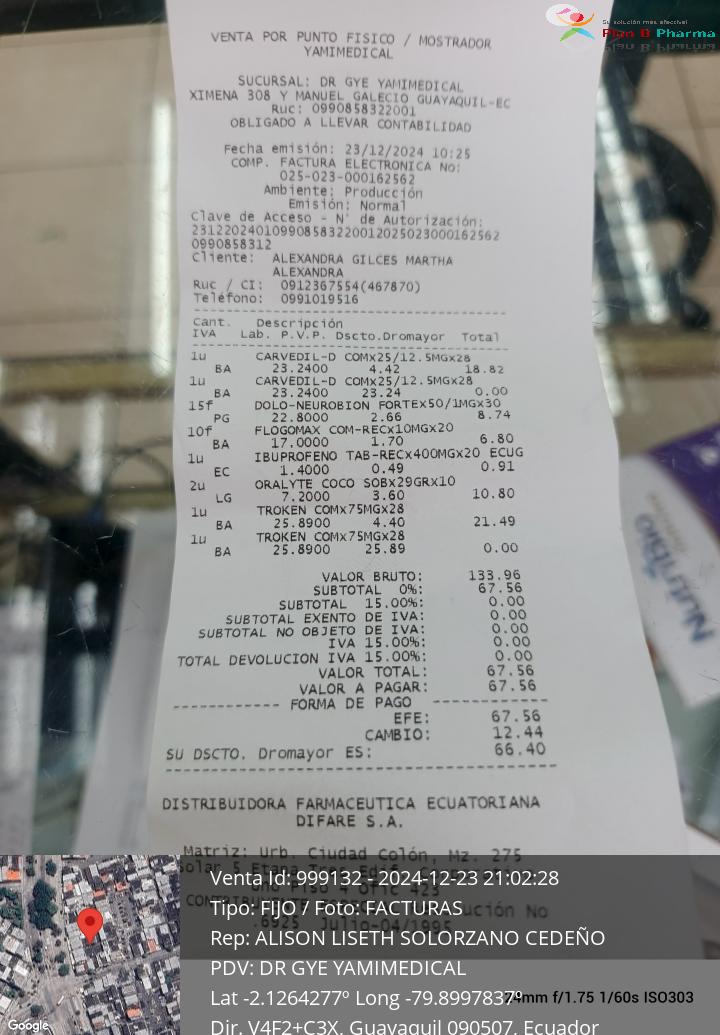 Su solución más efectiva!
Plan B Pharma
VENTA POR PUNTO FISICO / MOSTRADOR
YAMIMEDICAL
SUCURSAL: DR GYE YAMIMEDICAL
XIMENA 308 Y MANUEL GALECIO GUAYAQUIL-EC
Ruc: 0990858322001
OBLIGADO A LLEVAR CONTABILIDAD
Fecha emisión: 23/12/2024 10:25
COMP. FACTURA ELECTRONICA No:
025-023-000162562
Ambiente: Producción
Emisión: Normal
Clave de Acceso - N° de Autorización:
231220240109908583220012025023000162562
0990858312
Cliente: ALEXANDRA GILCES MARTHA
ALEXANDRA
Ruc / CI: 0912367554(467870)
Teléfono: 0991019516
Cant. Descripción
IVA Lab. P.V.P. Dscto.Dromayor Total
1u CARVEDIL-D COMx25/12.5MGx28
BA 23.2400 4.42 18.82
1u CARVEDIL-D COMx25/12.5MGx28
BA 23.2400 23.24 0.00
15f DOLO-NEUROBION FORTEx50/1MGx30
PG 22.8000 2.66 8.74
10f FLOGOMAX COM-RECx10MGx20
BA 17.0000 1.70 6.80
1u IBUPROFENO TAB-RECx400MGx20 ECUG
EC 1.4000 0.49 0.91
2u ORALYTE COCO SOBx29GRx10
LG 7.2000 3.60 10.80
1u TROKEN COMx75MGx28
BA 25.8900 4.40 21.49
1u TROKEN COMx75MGx28
BA 25.8900 25.89 0.00
VALOR BRUTO: 133.96
SUBTOTAL 0%: 67.56
SUBTOTAL 15.00%: 0.00
SUBTOTAL EXENTO DE IVA: 0.00
SUBTOTAL NO OBJETO DE IVA: 0.00
IVA 15.00%: 0.00
TOTAL DEVOLUCION IVA 15.00%: 0.00
VALOR TOTAL: 67.56
VALOR A PAGAR: 67.56
------------ FORMA DE PAGO -------------
EFE: 67.56
CAMBIO: 12.44
SU DSCTO. Dromayor ES: 66.40
DISTRIBUIDORA FARMACEUTICA ECUATORIANA
DIFARE S.A.
Matriz: Urb. Ciudad Colón, Mz. 275
NutriBio
Venta Id: 999132 - 2024-12-23 21:02:28
Tipo: FIJO / Foto: FACTURAS
Rep: ALISON LISETH SOLORZANO CEDEÑO
PDV: DR GYE YAMIMEDICAL
Lat -2.1264277º Long -79.8997837
24mm f/1.75 1/60s ISO303
Dir. V4F2+C3X, Guayaquil 090507, Ecuador
Google